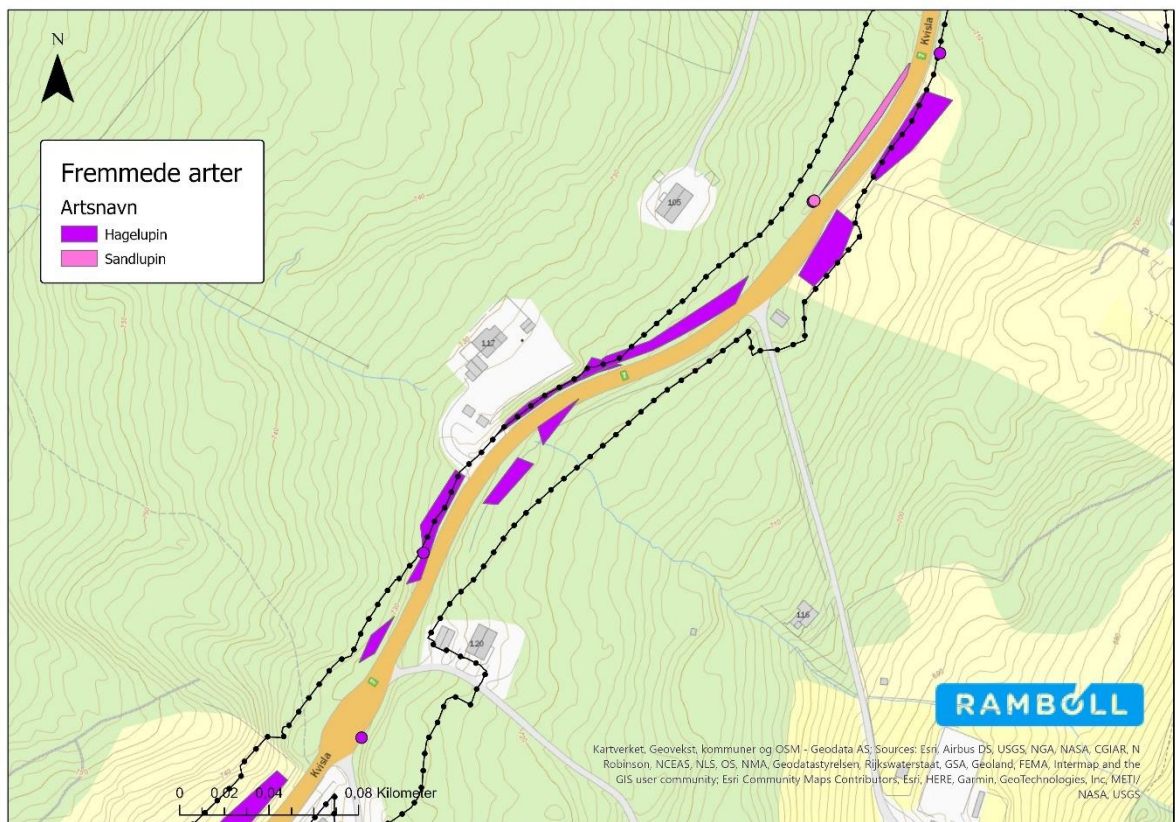 N
Fremmede arter
Artsnavn
Hagelupin
Sandlupin
Kvisla
105
117
116
120
Kvisla
0 0.02 0.04 0.08 Kilometer
RAMBOLL
Kartverket, Geovekst, kommuner og OSM - Geodata AS; Sources: Esri, Airbus DS, USGS, NGA, NASA, CGIAR, N
Robinson, NCEAS, NLS, OS, NMA, Geodatastyrelsen, Rijkswaterstaat, GSA, Geoland, FEMA, Intermap and the
GIS user community; Esri Community Maps Contributors, Esri, HERE, Garmin, GeoTechnologies, Inc, METI/
NASA, USGS